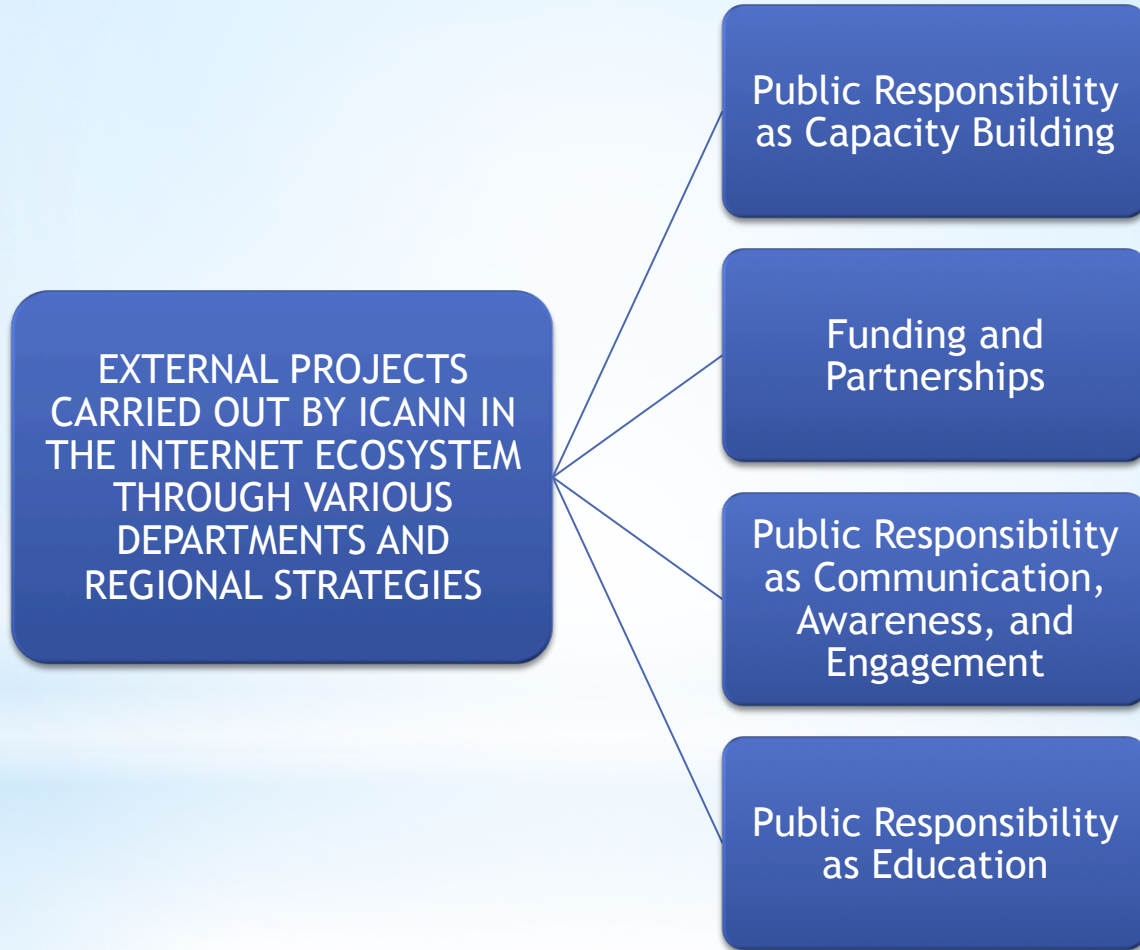 EXTERNAL PROJECTS
CARRIED OUT BY ICANN IN
THE INTERNET ECOSYSTEM
THROUGH VARIOUS
DEPARTMENTS AND
REGIONAL STRATEGIES
Public Responsibility
as Capacity Building
Funding and
Partnerships
Public Responsibility
as Communication,
Awareness, and
Engagement
Public Responsibility
as Education